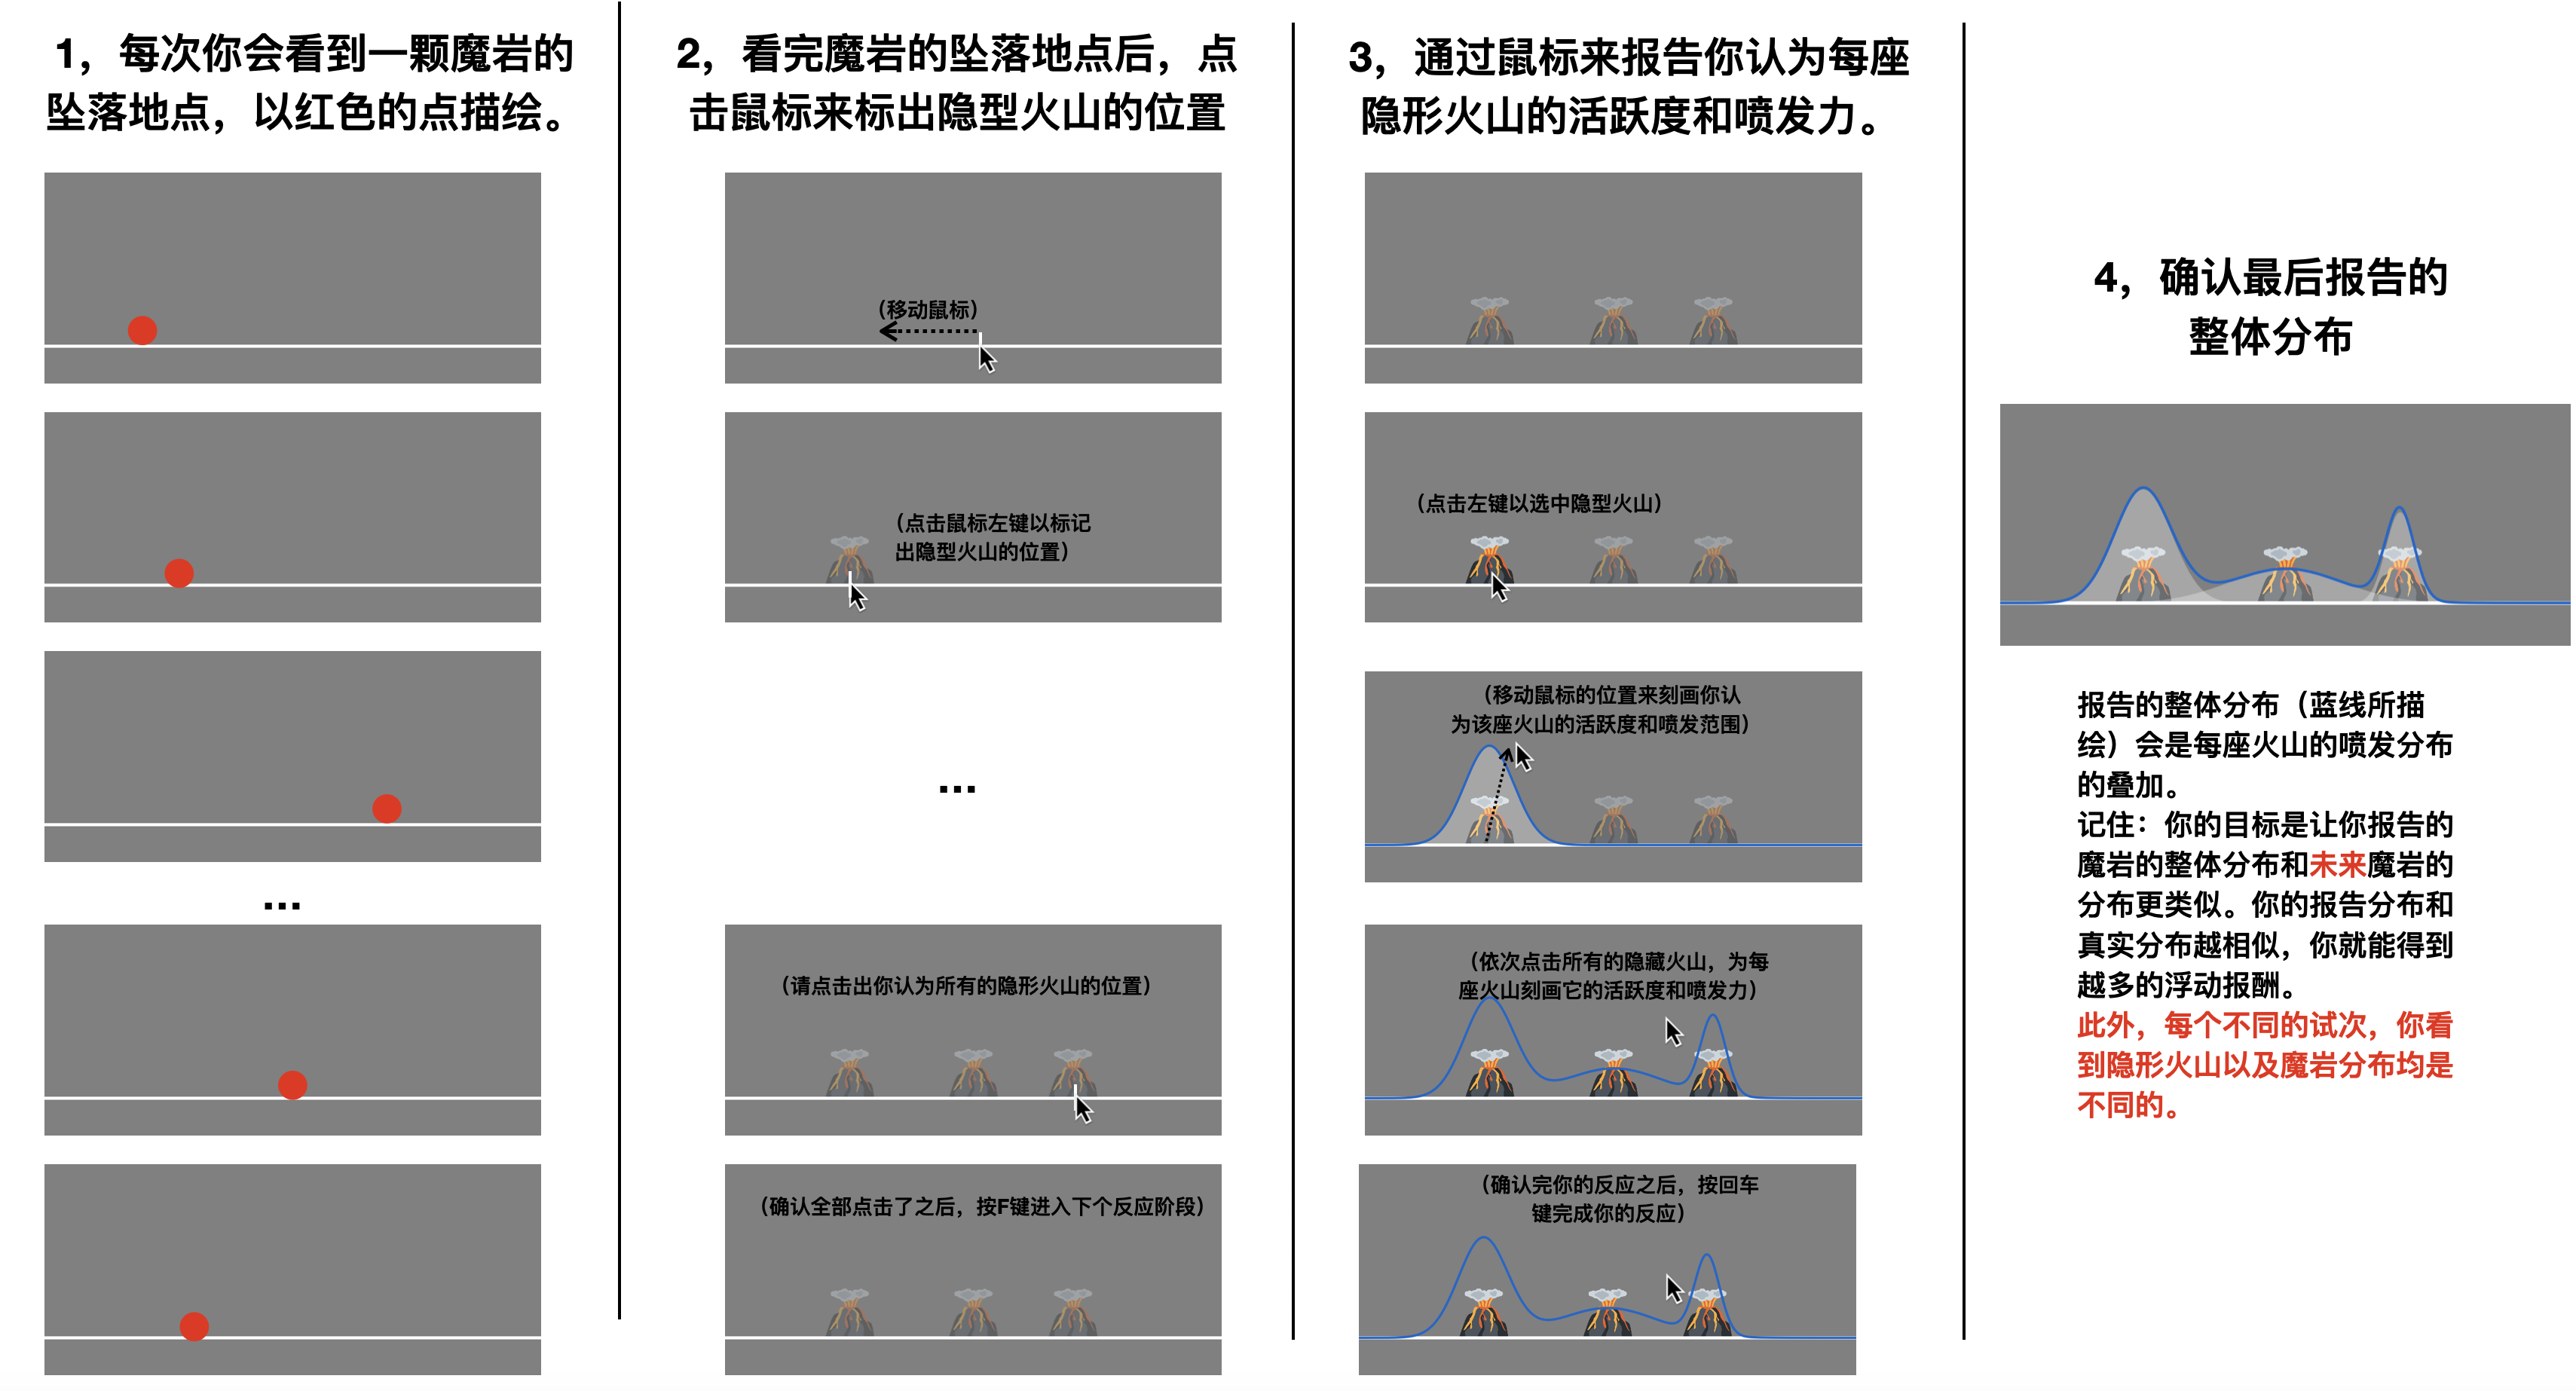 1，每次你会看到一颗魔岩的
坠落地点，以红色的点描绘。
...
2，看完魔岩的坠落地点后，点
击鼠标来标出隐型火山的位置
（移动鼠标）
（点击鼠标左键以标记
出隐型火山的位置）
...
（请点击出你认为所有的隐形火山的位置）
（确认全部点击了之后，按F键进入下个反应阶段）
3，通过鼠标来报告你认为每座
隐形火山的活跃度和喷发力。
（点击左键以选中隐型火山）
（移动鼠标的位置来刻画你认
为该座火山的活跃度和喷发范围）
（依次点击所有的隐藏火山，为每
座火山刻画它的活跃度和喷发力）
（确认完你的反应之后，按回车
键完成你的反应）
4，确认最后报告的
整体分布
报告的整体分布（蓝线所描
绘）会是每座火山的喷发分布
的叠加。
记住：你的目标是让你报告的
魔岩的整体分布和未来魔岩的
分布更类似。你的报告分布和
真实分布越相似，你就能得到
越多的浮动报酬。
此外，每个不同的试次，你看
到隐形火山以及魔岩分布均是
不同的。